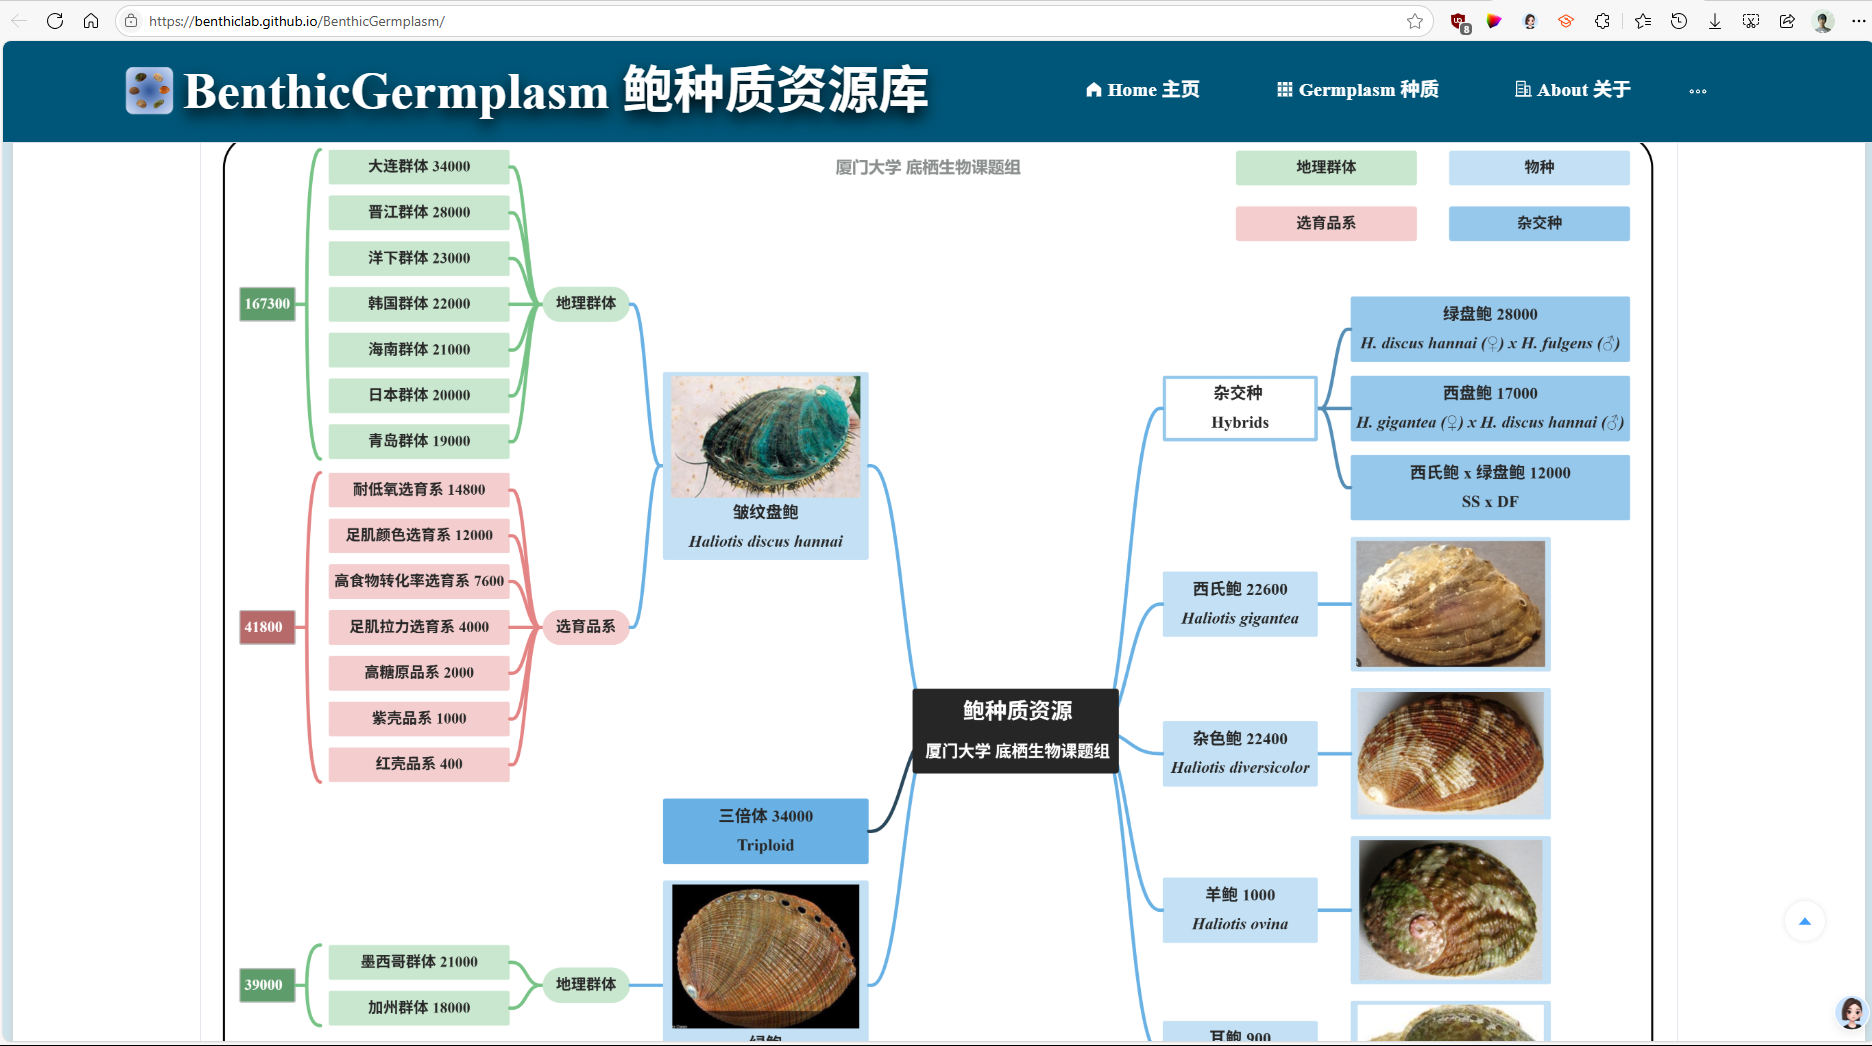 https://benthiclab.github.io/BenthicGermplasm/
8
BenthicGermplasm 鲍种质资源库
Home 主页
Germplasm 种质
About 关于
厦门大学 底栖生物课题组
地理群体
物种
选育品系
杂交种
167300
大连群体 34000
晋江群体 28000
洋下群体 23000
韩国群体 22000
海南群体 21000
日本群体 20000
青岛群体 19000
地理群体
41800
耐低氧选育系 14800
足肌颜色选育系 12000
高食物转化率选育系 7600
足肌拉力选育系 4000
高糖原品系 2000
紫壳品系 1000
红壳品系 400
选育品系
皱纹盘鲍
Haliotis discus hannai
三倍体 34000
Triploid
39000
墨西哥群体 21000
加州群体 18000
地理群体
绿鲍
鲍种质资源
厦门大学 底栖生物课题组
杂交种
Hybrids
绿盘鲍 28000
H. discus hannai (♀) x H. fulgens (♂)
西盘鲍 17000
H. gigantea (♀) x H. discus hannai (♂)
西氏鲍 x 绿盘鲍 12000
SS x DF
西氏鲍 22600
Haliotis gigantea
杂色鲍 22400
Haliotis diversicolor
羊鲍 1000
Haliotis ovina
耳鲍 900